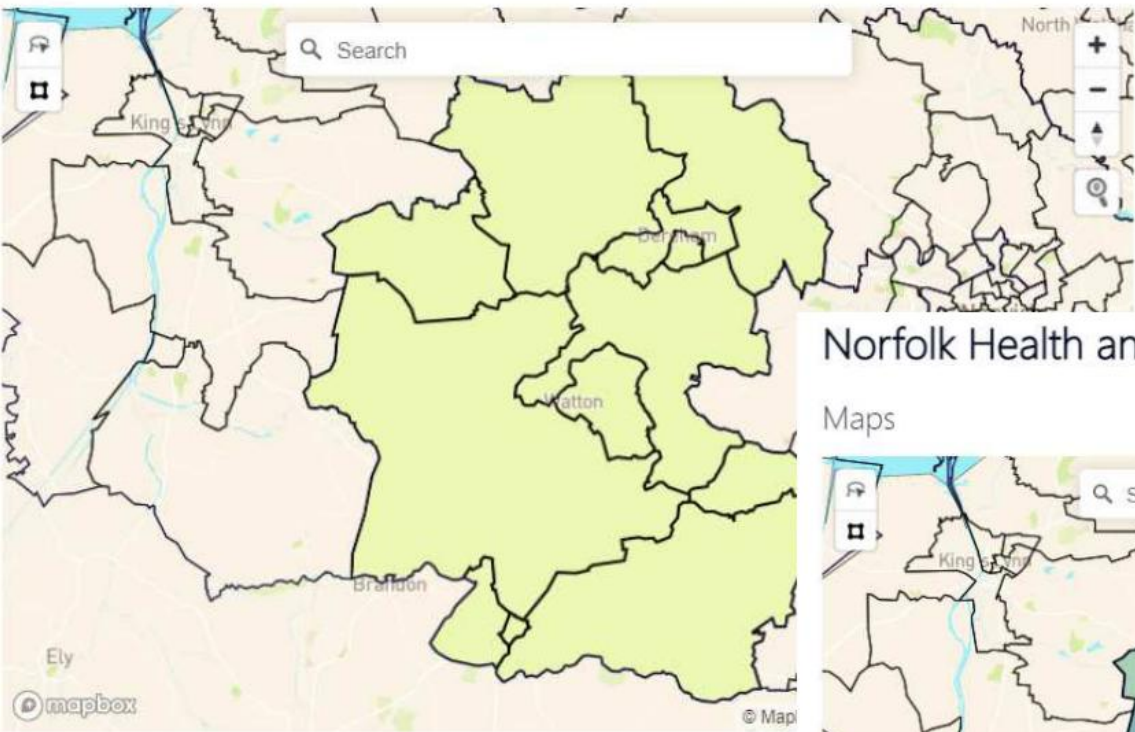 North
Search
King's Lynn
Dereham
Watton
Brandon
Ely
mapbox
© Map
Norfolk Health an
Maps
S
King's Lynn